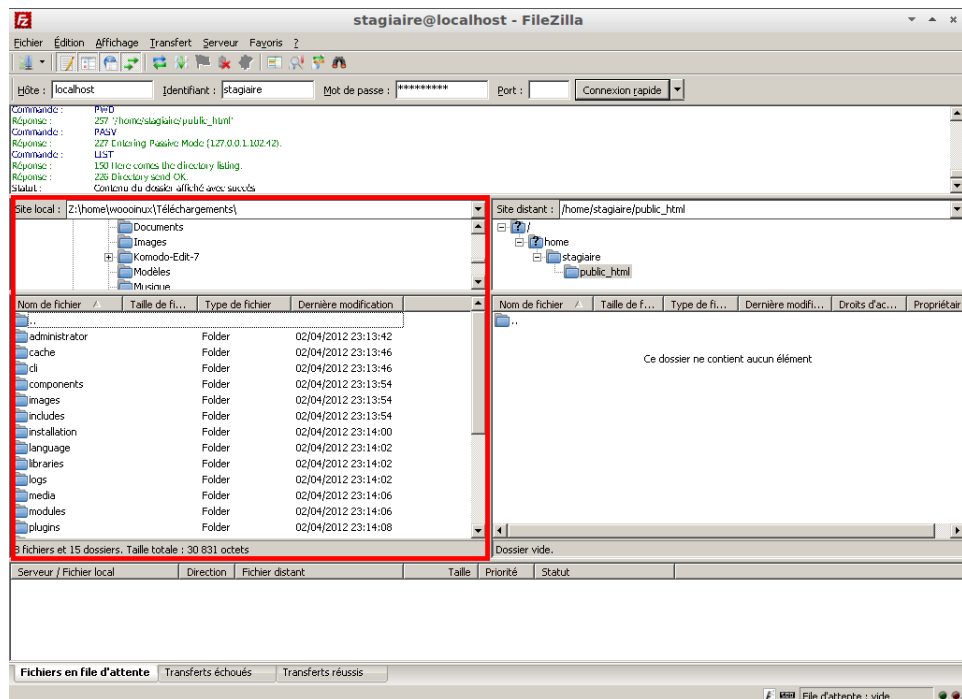 stagiaire@localhost - FileZilla
Fichier Édition Affichage Transfert Serveur Favoris ?
Hôte : localhost Identifiant : stagiaire Mot de passe : ********* Port : Connexion rapide
Commande : PWD
Réponse : 257 "/home/stagiaire/public_html"
Commande : PASV
Réponse : 227 Entering Passive Mode (127.0.0.1.102.42).
Commande : LIST
Réponse : 150 Here comes the directory listing.
Réponse : 226 Directory send OK.
Statut : Contenu du dossier affiché avec succès
Site local : Z:\home\woooinux\Téléchargements\
Documents
Images
Komodo-Edit-7
Modèles
Musique
Site distant : /home/stagiaire/public_html
/
home
stagiaire
public_html
Nom de fichier Taille de fi... Type de fichier Dernière modification
..
administrator Folder 02/04/2012 23:13:42
cache Folder 02/04/2012 23:13:46
cli Folder 02/04/2012 23:13:46
components Folder 02/04/2012 23:13:54
images Folder 02/04/2012 23:13:54
includes Folder 02/04/2012 23:13:54
installation Folder 02/04/2012 23:14:00
language Folder 02/04/2012 23:14:02
libraries Folder 02/04/2012 23:14:02
logs Folder 02/04/2012 23:14:02
media Folder 02/04/2012 23:14:06
modules Folder 02/04/2012 23:14:06
plugins Folder 02/04/2012 23:14:08
8 fichiers et 15 dossiers. Taille totale : 30 831 octets
Nom de fichier Taille de f... Type de fi... Dernière modifi... Droits d'ac... Propriétair
..
Ce dossier ne contient aucun élément
Dossier vide.
Serveur / Fichier local Direction Fichier distant Taille Priorité Statut
Fichiers en file d'attente Transferts échoués Transferts réussis
File d'attente : vide